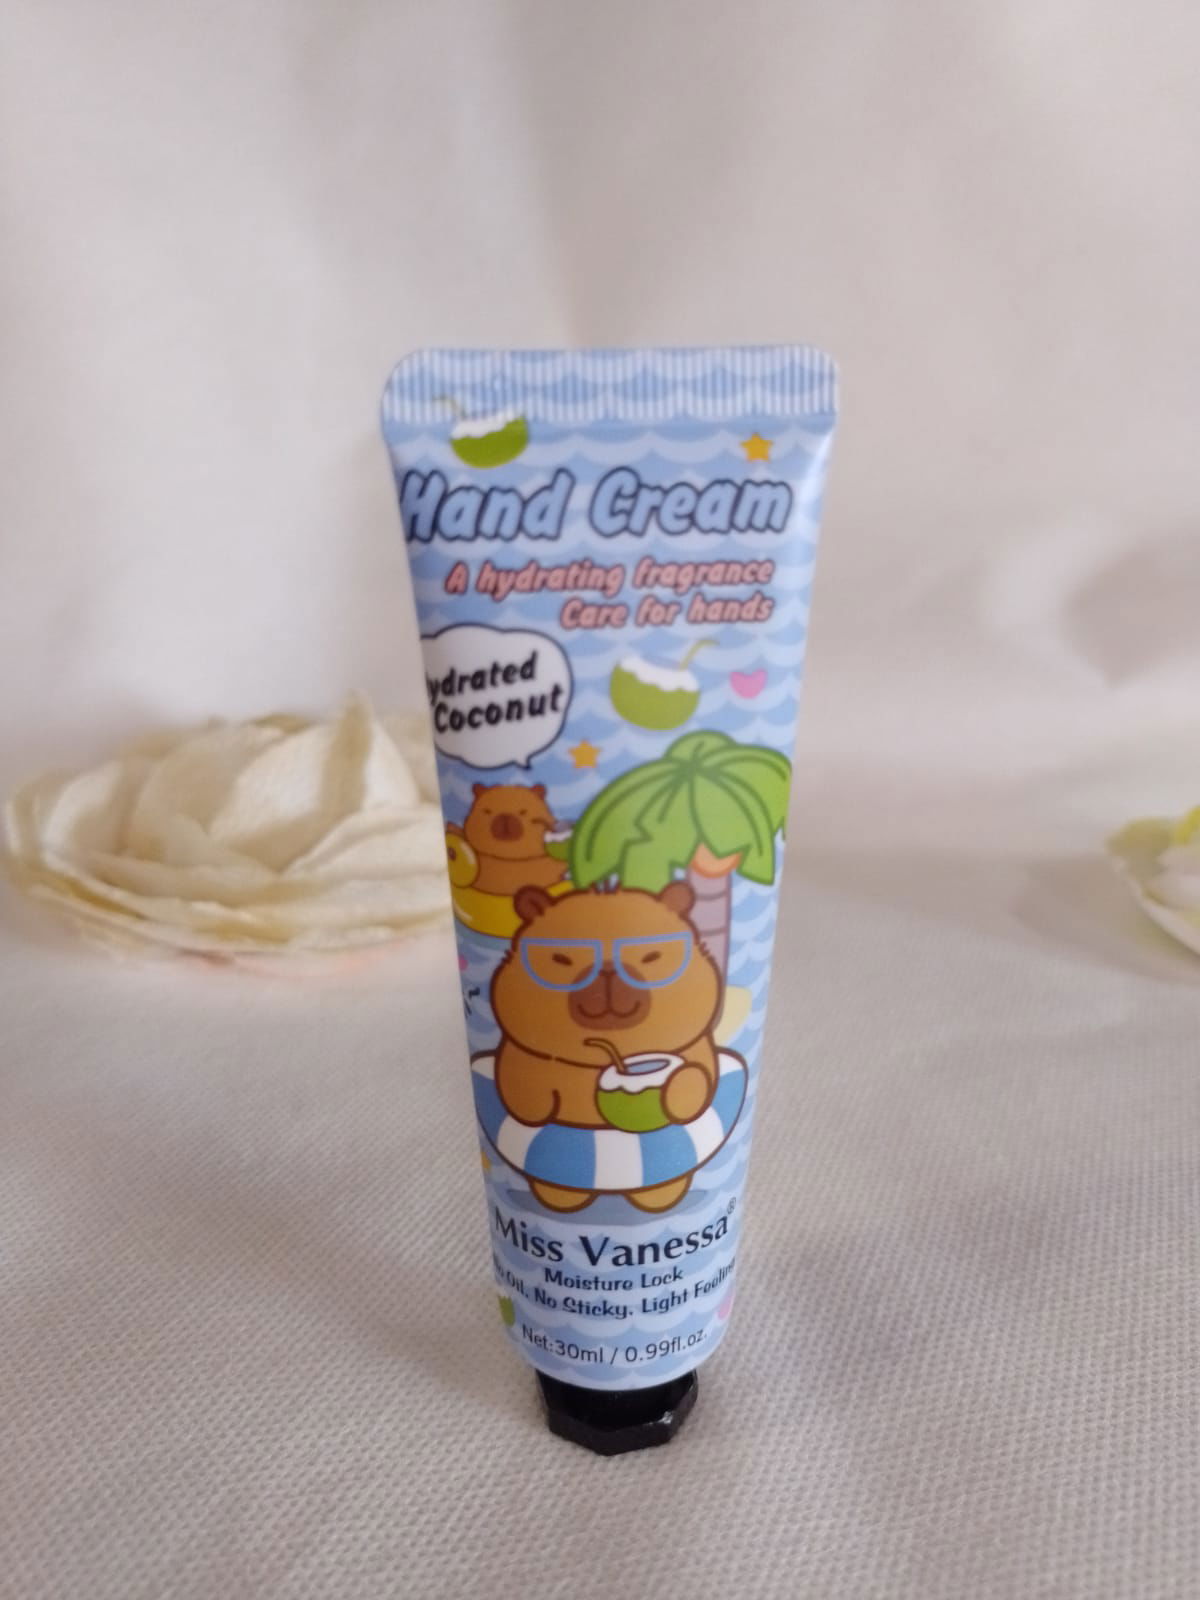 Hand Cream
A hydrating fragrance
Care for hands
ydrated
Coconut
Miss Vanessa®
Moisture Lock
Oil. No Sticky. Light Feeling
Net:30ml / 0.99fl.oz.